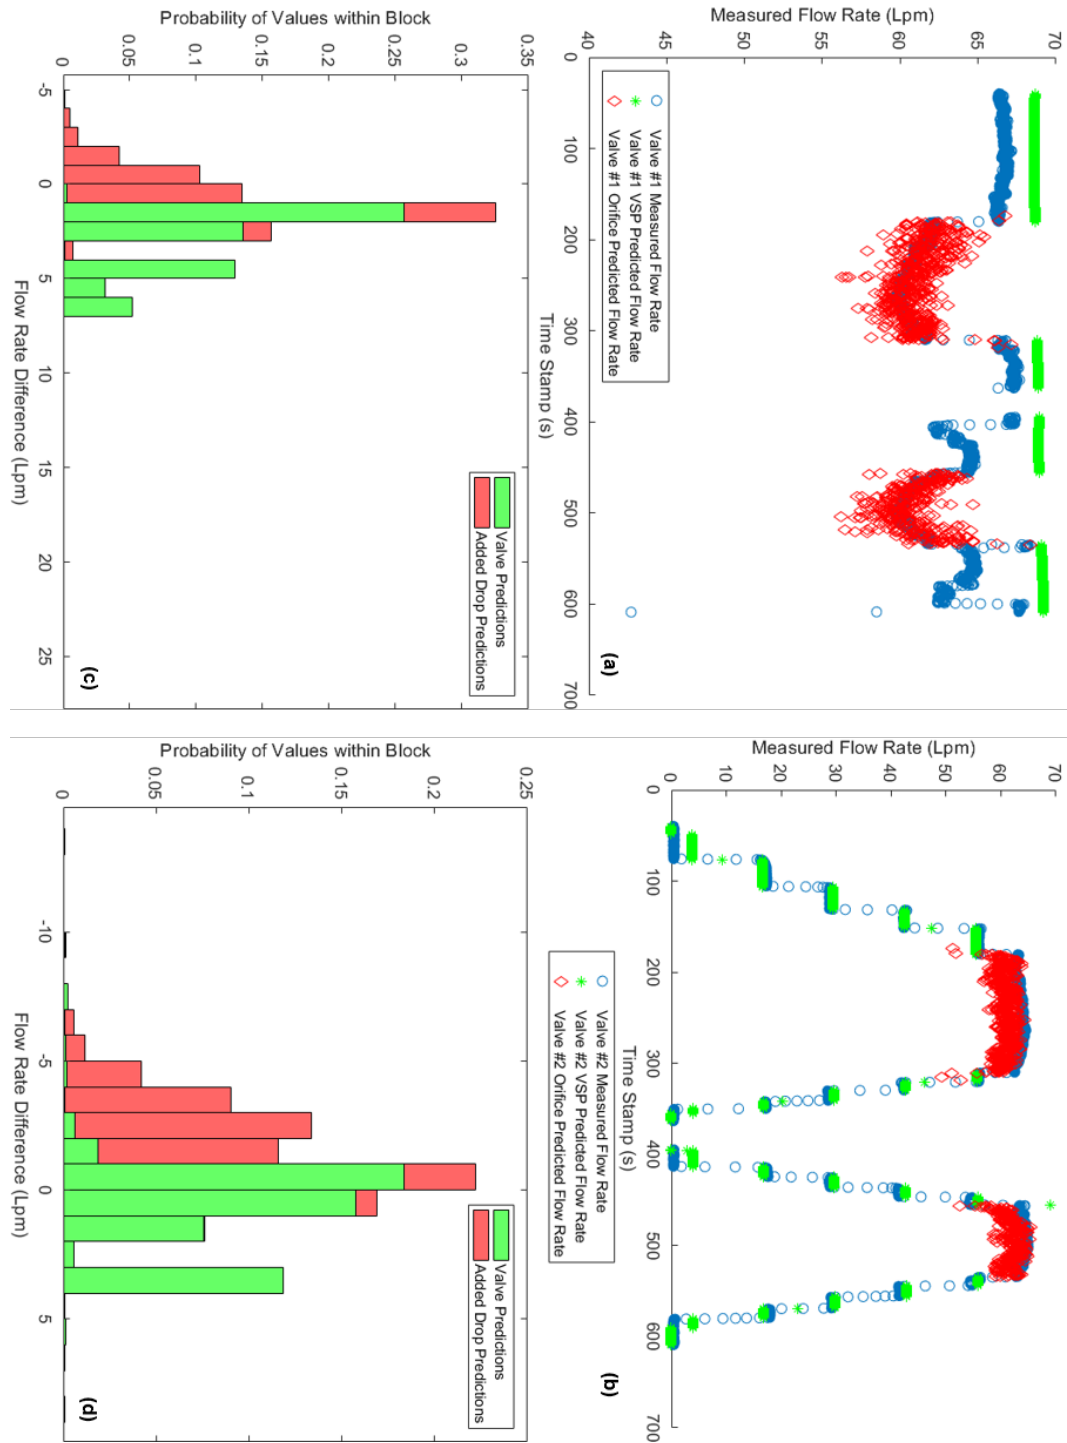 Measured Flow Rate (Lpm)
40
45
50
55
60
65
70
0
100
200
300
400
500
600
700
Time Stamp (s)
Valve #1 Measured Flow Rate
Valve #1 VSP Predicted Flow Rate
Valve #1 Orifice Predicted Flow Rate
(a)
Measured Flow Rate (Lpm)
0
10
20
30
40
50
60
70
0
100
200
300
400
500
600
700
Time Stamp (s)
Valve #2 Measured Flow Rate
Valve #2 VSP Predicted Flow Rate
Valve #2 Orifice Predicted Flow Rate
(b)
Probability of Values within Block
0
0.05
0.1
0.15
0.2
0.25
0.3
0.35
-5
0
5
10
15
20
25
Flow Rate Difference (Lpm)
Valve Predictions
Added Drop Predictions
(c)
Probability of Values within Block
0
0.05
0.1
0.15
0.2
0.25
-10
-5
0
5
Flow Rate Difference (Lpm)
Valve Predictions
Added Drop Predictions
(d)